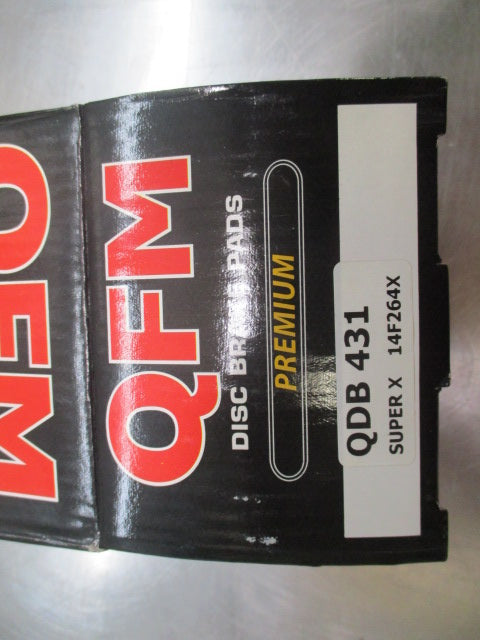 OEM
QFM
DISC BRAKE PADS
PREMIUM
QDB 431
SUPER X 14F264X